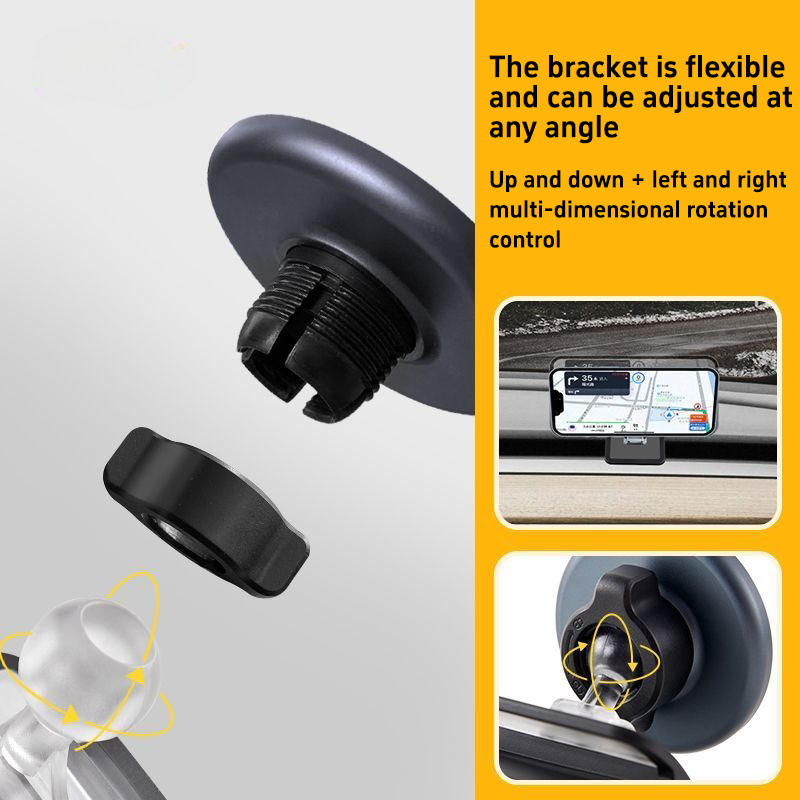 The bracket is flexible
and can be adjusted at
any angle
Up and down + left and right
multi-dimensional rotation
control
35